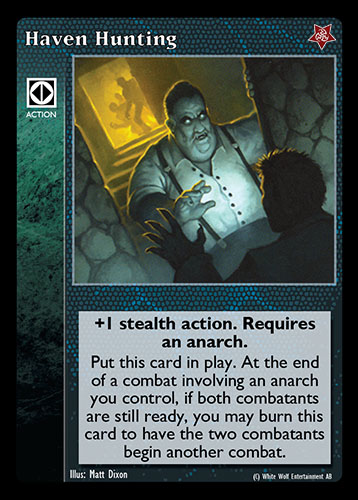 Haven Hunting
ACTION
+1 stealth action. Requires
an anarch.
Put this card in play. At the end
of a combat involving an anarch
you control, if both combatants
are still ready, you may burn this
card to have the two combatants
begin another combat.
Illus: Matt Dixon
(C) White Wolf Entertainment AB